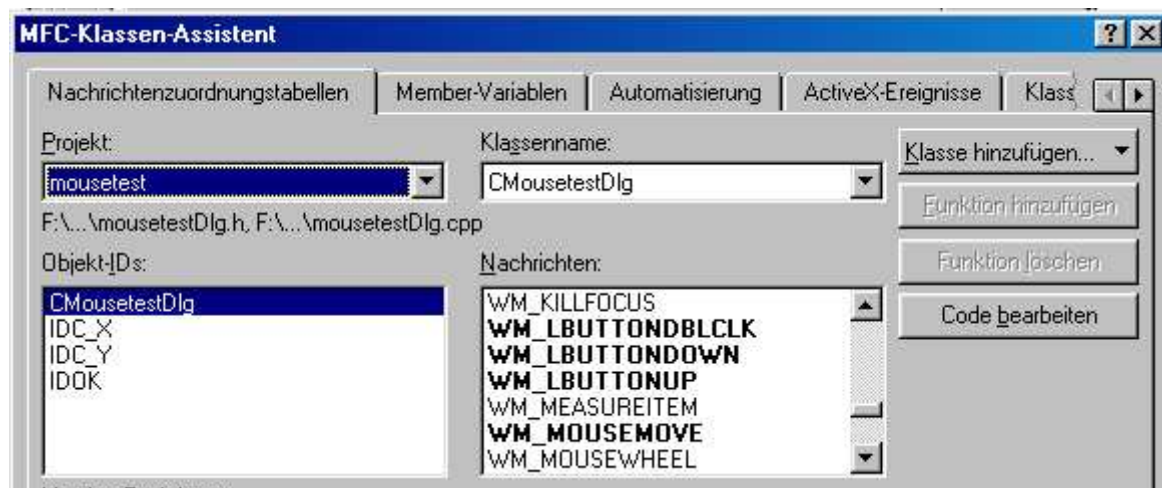 MFC-Klassen-Assistent
Nachrichtenzuordnungstabellen
Member-Variablen
Automatisierung
ActiveX-Ereignisse
Klass
Projekt:
mousetest
F:\...\mousetestDlg.h, F:\...\mousetestDlg.cpp
Klassenname:
CMousetestDlg
Klasse hinzufügen...
Funktion hinzufügen
Funktion löschen
Code bearbeiten
Objekt-IDs:
CMousetestDlg
IDC_X
IDC_Y
IDOK
Nachrichten:
WM_KILLFOCUS
WM_LBUTTONDBLCLK
WM_LBUTTONDOWN
WM_LBUTTONUP
WM_MEASUREITEM
WM_MOUSEMOVE
WM_MOUSEWHEEL